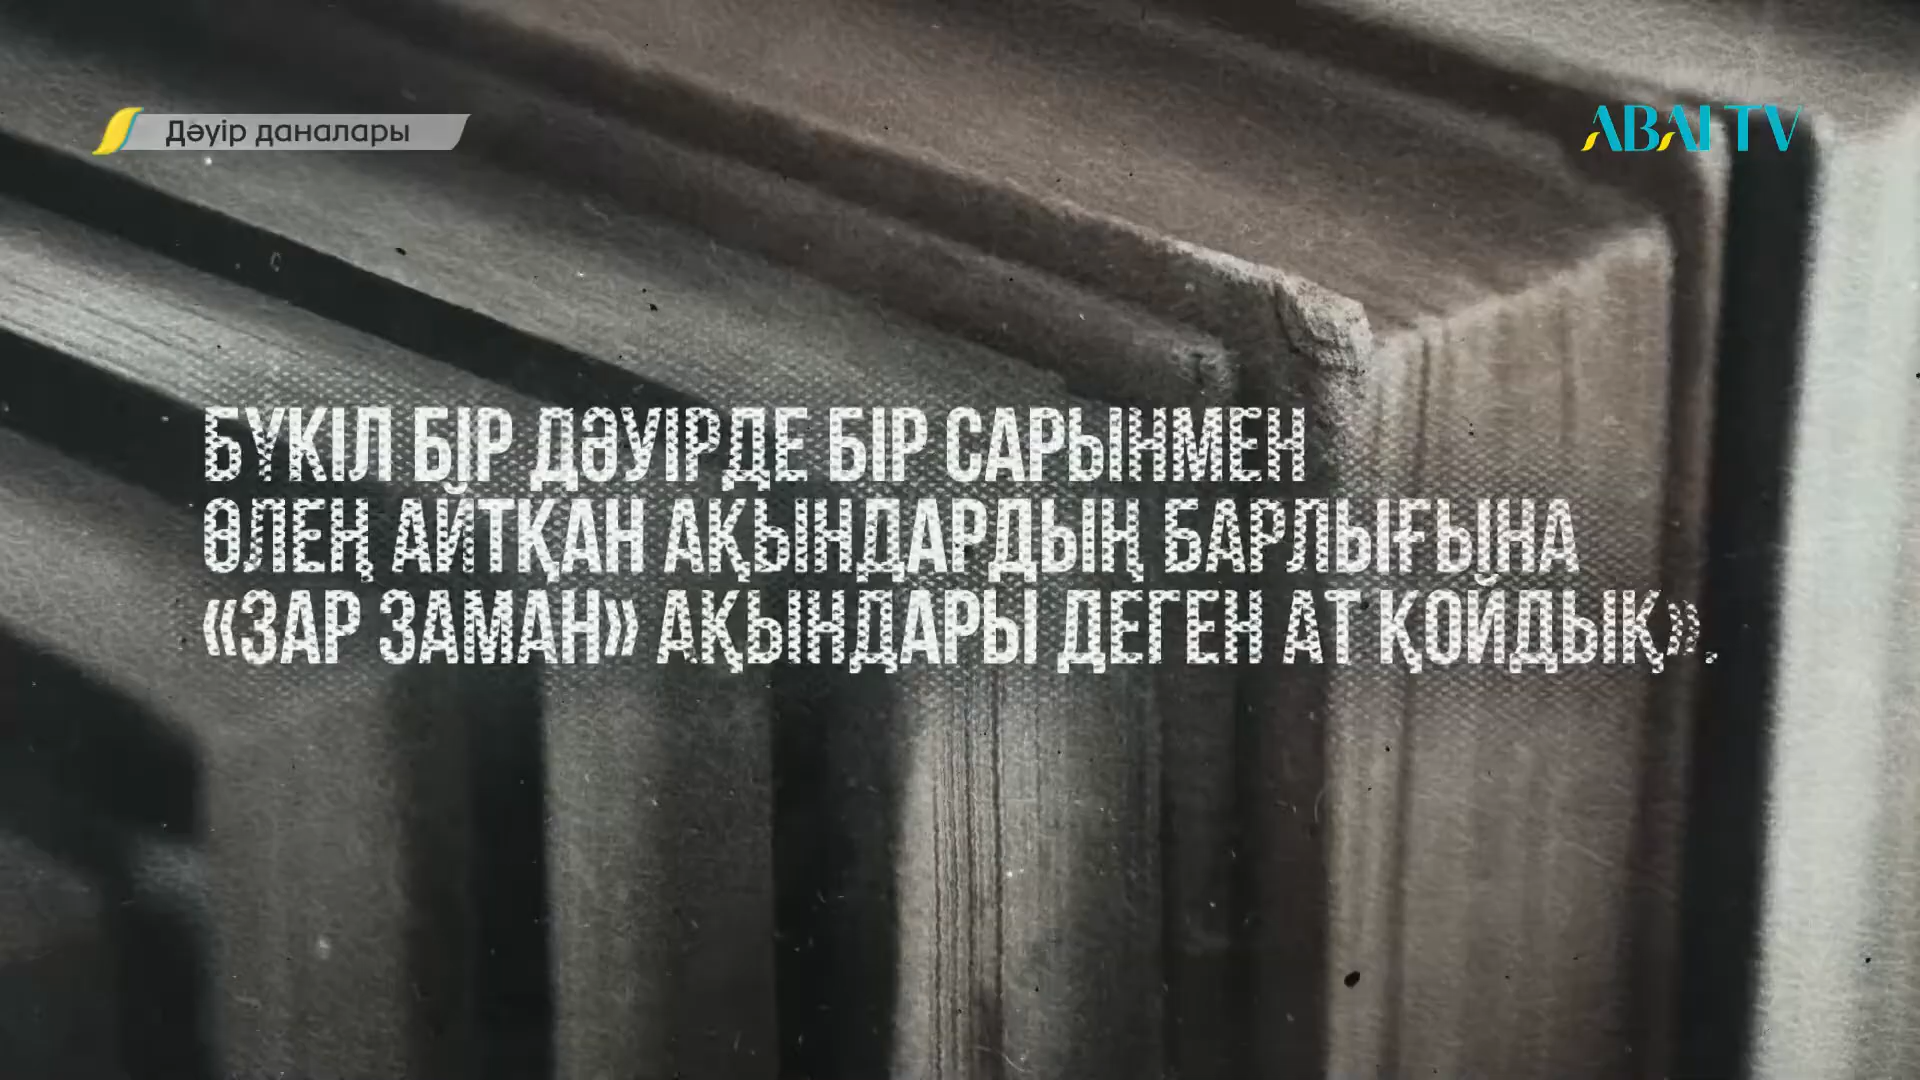 Дәуір даналары
ABAI TV
БҮКІЛ БІР ДӘУІРДЕ БІР САРЫНМЕН
ӨЛЕҢ АЙТҚАН АҚЫНДАРДЫҢ БАРЛЫҒЫНА
«ЗАР ЗАМАН» АҚЫНДАРЫ ДЕГЕН АТ ҚОЙДЫҚ».